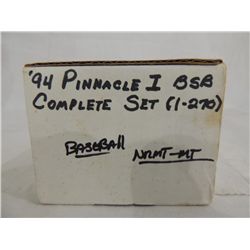 '94 PINNACLE I BSB
COMPLETE SET (1-270)
BASEBALL
NRMT-MT